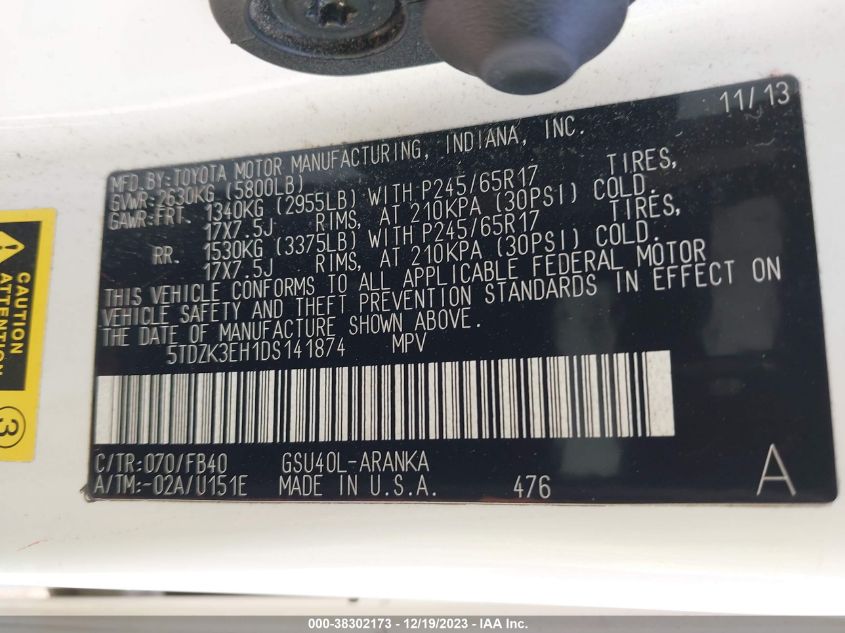 11/13
MFD.BY:TOYOTA MOTOR MANUFACTURING, INDIANA, INC.
GVWR:2630KG (5800LB)
GAWR:FRT. 1340KG (2955LB) WITH P245/65R17 TIRES,
17X7.5J RIMS, AT 210KPA (30PSI) COLD.
RR. 1530KG (3375LB) WITH P245/65R17 TIRES,
17X7.5J RIMS, AT 210KPA (30PSI) COLD.
THIS VEHICLE CONFORMS TO ALL APPLICABLE FEDERAL MOTOR
VEHICLE SAFETY AND THEFT PREVENTION STANDARDS IN EFFECT ON
THE DATE OF MANUFACTURE SHOWN ABOVE.
5TDZK3EH1DS141874 MPV
C/TR:070/FB40 GSU40L-ARANKA
A/TM:-02A/U151E MADE IN U.S.A. 476 A
CAUTION
ATTENTION
3
000-38302173 - 12/19/2023 - IAA Inc.